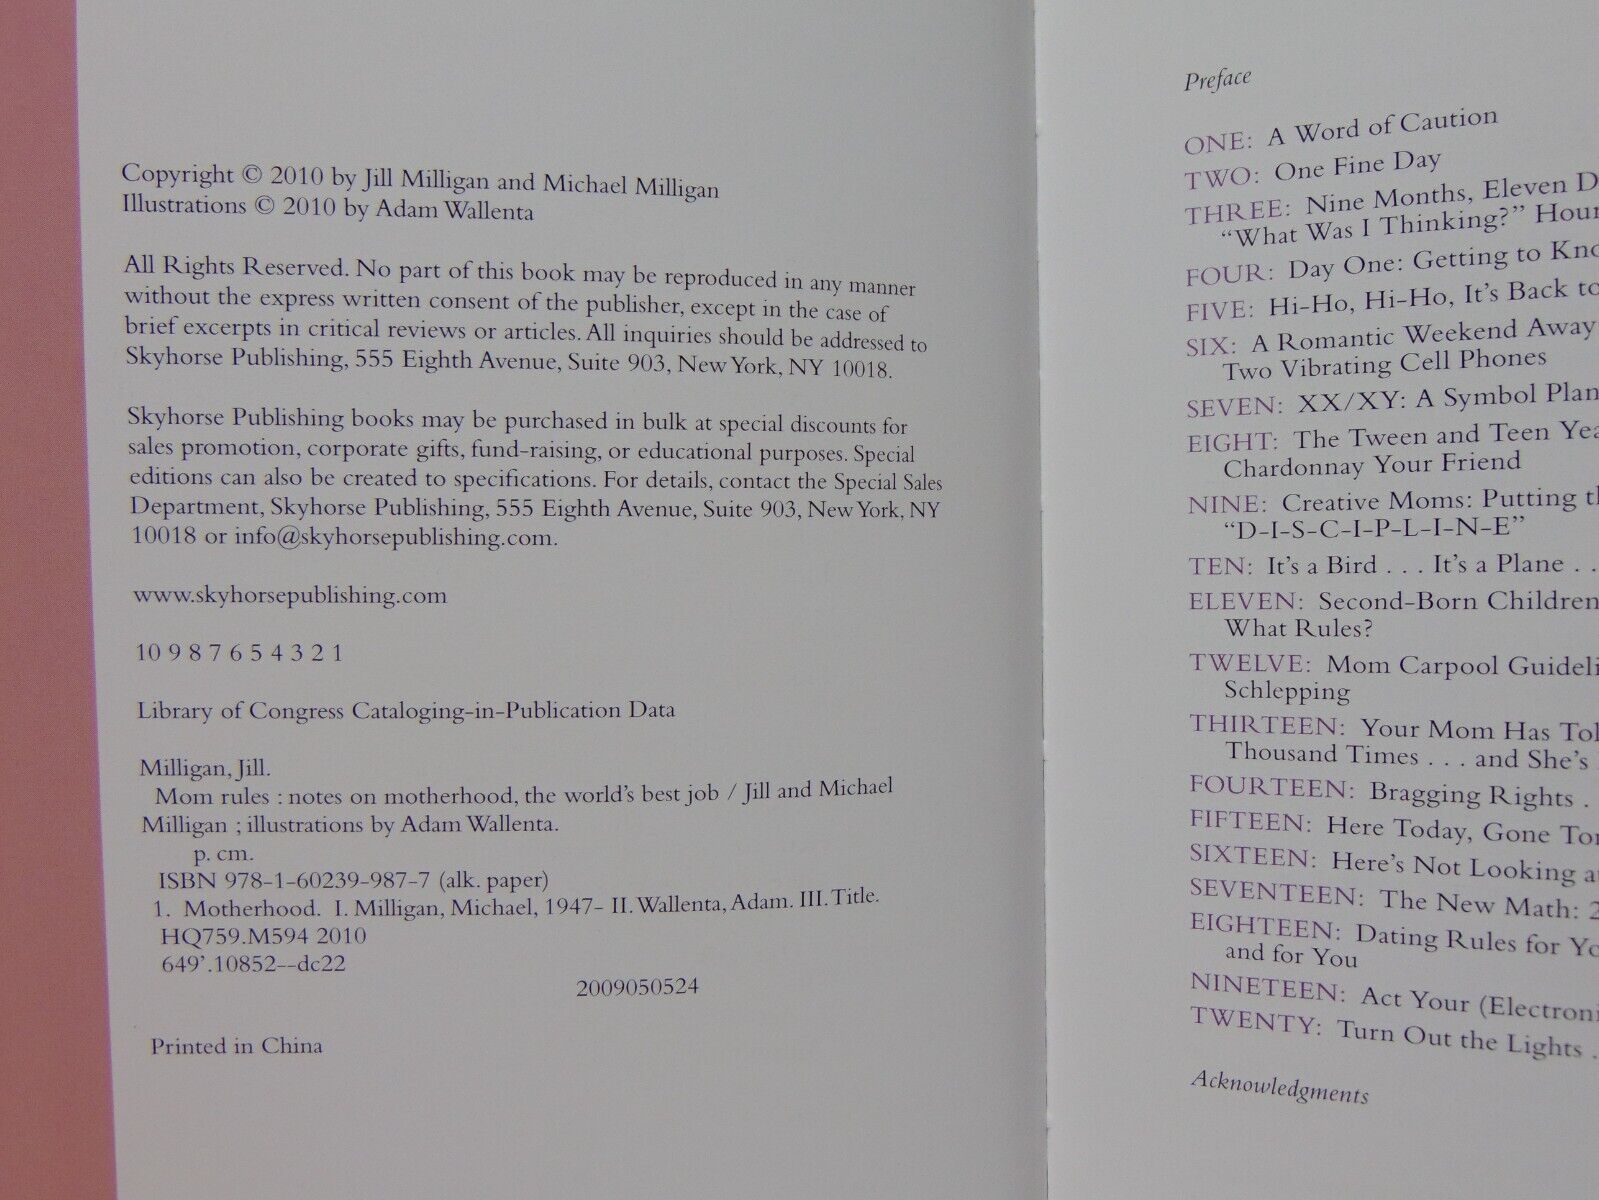 Copyright © 2010 by Jill Milligan and Michael Milligan
Illustrations © 2010 by Adam Wallenta
All Rights Reserved. No part of this book may be reproduced in any manner
without the express written consent of the publisher, except in the case of
brief excerpts in critical reviews or articles. All inquiries should be addressed to
Skyhorse Publishing, 555 Eighth Avenue, Suite 903, New York, NY 10018.
Skyhorse Publishing books may be purchased in bulk at special discounts for
sales promotion, corporate gifts, fund-raising, or educational purposes. Special
editions can also be created to specifications. For details, contact the Special Sales
Department, Skyhorse Publishing, 555 Eighth Avenue, Suite 903, New York, NY
10018 or info@skyhorsepublishing.com.
www.skyhorsepublishing.com
10 9 8 7 6 5 4 3 2 1
Library of Congress Cataloging-in-Publication Data
Milligan, Jill.
Mom rules : notes on motherhood, the world's best job / Jill and Michael
Milligan ; illustrations by Adam Wallenta.
p. cm.
ISBN 978-1-60239-987-7 (alk. paper)
1. Motherhood. I. Milligan, Michael, 1947- II. Wallenta, Adam. III. Title.
HQ759.M594 2010
649'.10852--dc22
2009050524
Printed in China
Preface
ONE: A Word of Caution
TWO: One Fine Day
THREE: Nine Months, Eleven D
"What Was I Thinking?" Hour
FOUR: Day One: Getting to Kno
FIVE: Hi-Ho, Hi-Ho, It's Back to
SIX: A Romantic Weekend Away
Two Vibrating Cell Phones
SEVEN: XX/XY: A Symbol Plan
EIGHT: The Tween and Teen Yea
Chardonnay Your Friend
NINE: Creative Moms: Putting th
"D-I-S-C-I-P-L-I-N-E"
TEN: It's a Bird . . . It's a Plane . .
ELEVEN: Second-Born Children
What Rules?
TWELVE: Mom Carpool Guideli
Schlepping
THIRTEEN: Your Mom Has Tol
Thousand Times . . . and She's
FOURTEEN: Bragging Rights .
FIFTEEN: Here Today, Gone Tor
SIXTEEN: Here's Not Looking a
SEVENTEEN: The New Math: 2
EIGHTEEN: Dating Rules for Yo
and for You
NINETEEN: Act Your (Electroni
TWENTY: Turn Out the Lights .
Acknowledgments